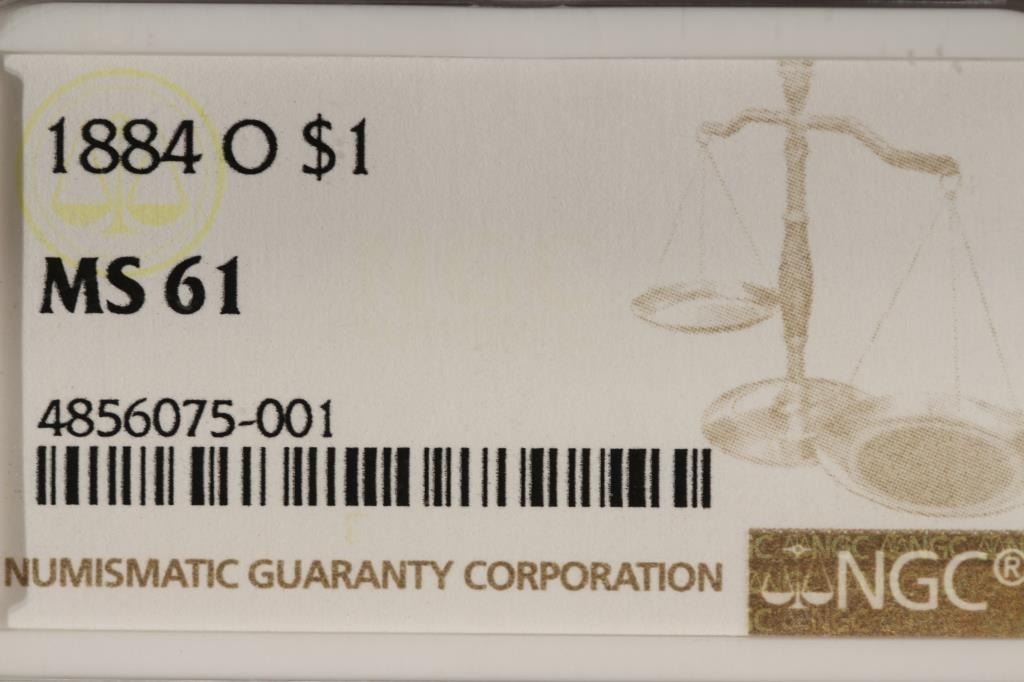 1884 O $1
MS 61
4856075-001
NUMISMATIC GUARANTY CORPORATION
NGC®